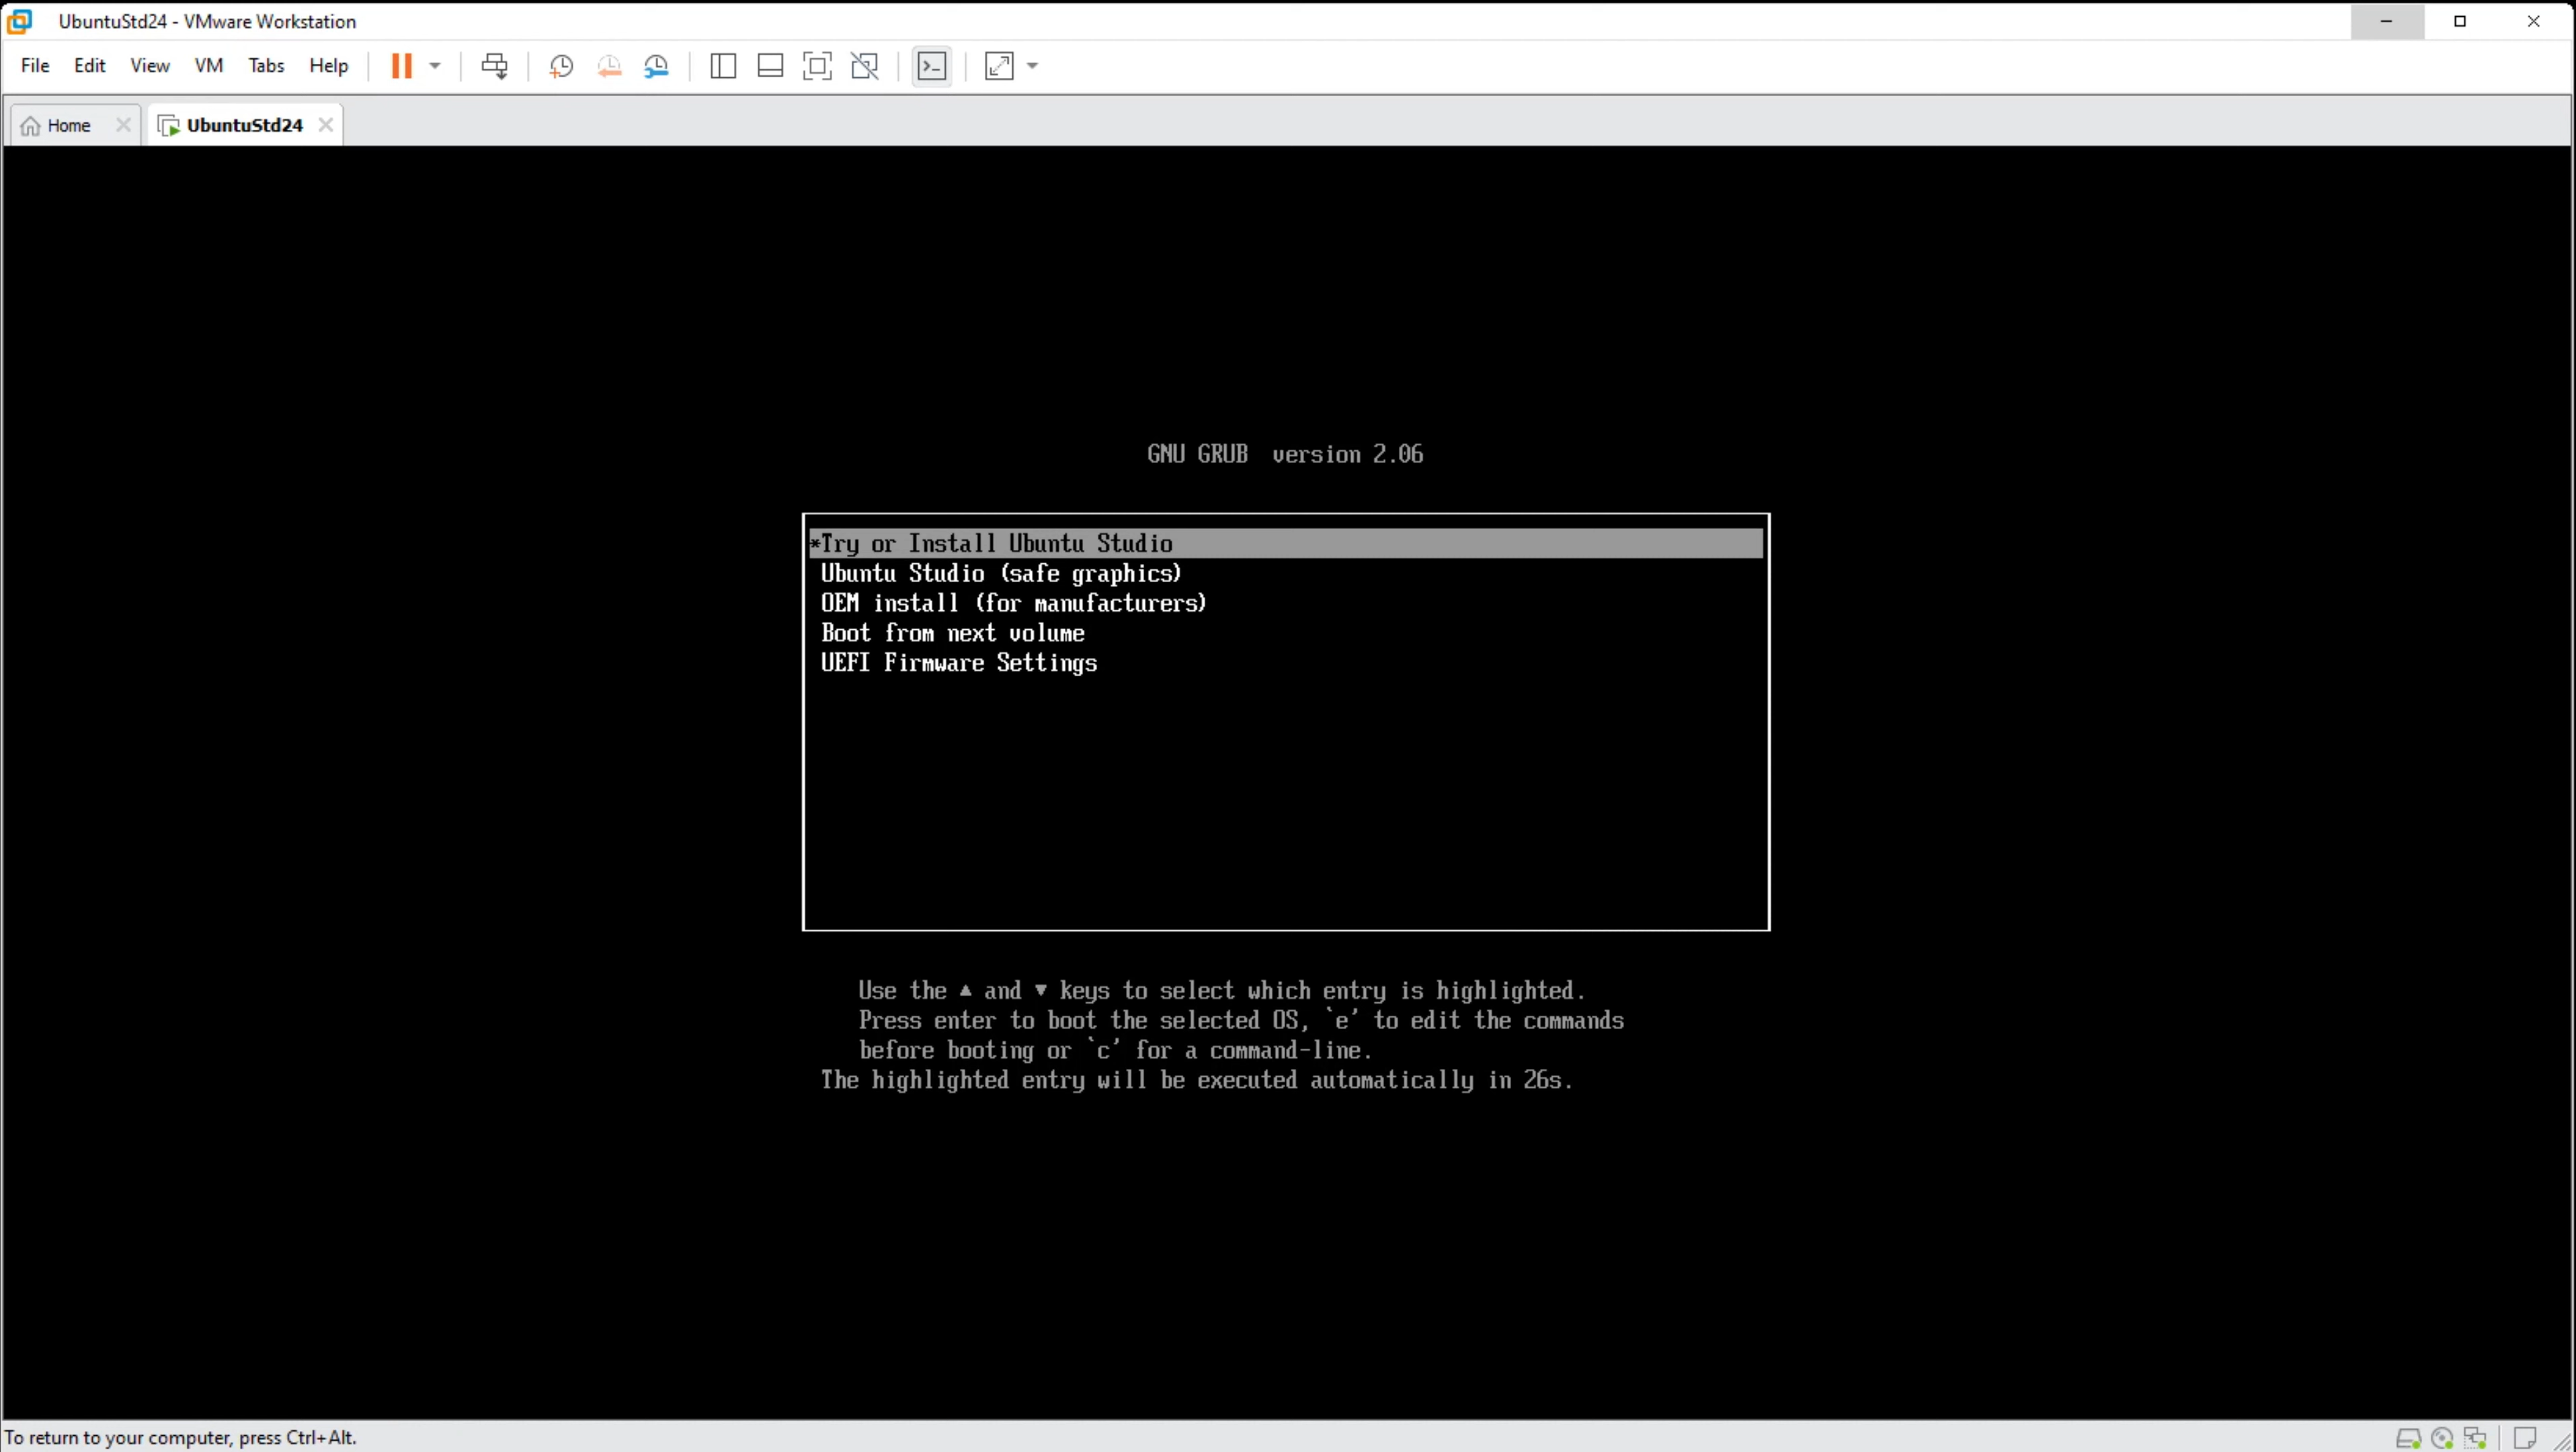 UbuntuStd24 - VMware Workstation
File Edit View VM Tabs Help
Home UbuntuStd24
GNU GRUB version 2.06
*Try or Install Ubuntu Studio
Ubuntu Studio (safe graphics)
OEM install (for manufacturers)
Boot from next volume
UEFI Firmware Settings
Use the ▲ and ▼ keys to select which entry is highlighted.
Press enter to boot the selected OS, `e' to edit the commands
before booting or `c' for a command-line.
The highlighted entry will be executed automatically in 26s.
To return to your computer, press Ctrl+Alt.